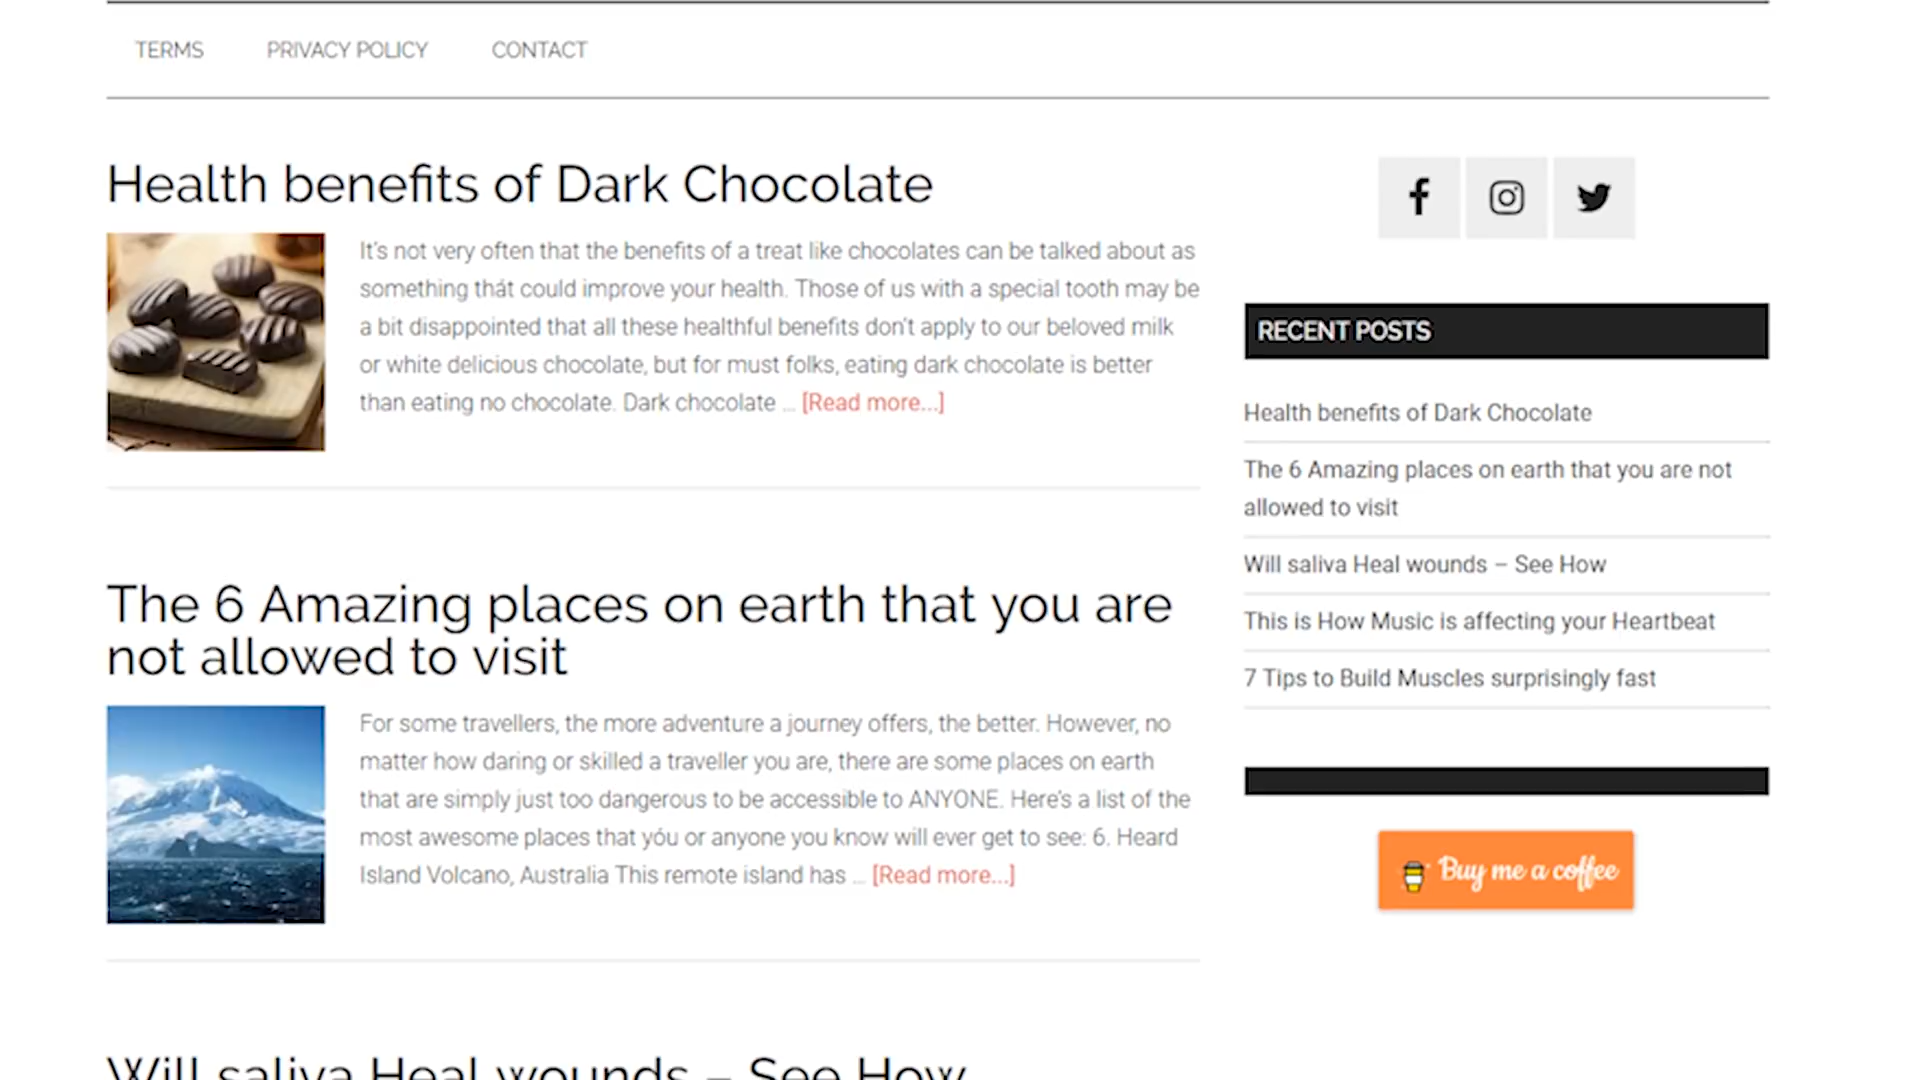 TERMS PRIVACY POLICY CONTACT
Health benefits of Dark Chocolate
It's not very often that the benefits of a treat like chocolates can be talked about as
something thát could improve your health. Those of us with a special tooth may be
a bit disappointed that all these healthful benefits don't apply to our beloved milk
or white delicious chocolate, but for must folks, eating dark chocolate is better
than eating no chocolate. Dark chocolate ... [Read more...]
The 6 Amazing places on earth that you are
not allowed to visit
For some travellers, the more adventure a journey offers, the better. However, no
matter how daring or skilled a traveller you are, there are some places on earth
that are simply just too dangerous to be accessible to ANYONE. Here's a list of the
most awesome places that yóu or anyone you know will ever get to see: 6. Heard
Island Volcano, Australia This remote island has ... [Read more...]
Will saliva Heal wounds – See How
RECENT POSTS
Health benefits of Dark Chocolate
The 6 Amazing places on earth that you are not
allowed to visit
Will saliva Heal wounds – See How
This is How Music is affecting your Heartbeat
7 Tips to Build Muscles surprisingly fast
Buy me a coffee